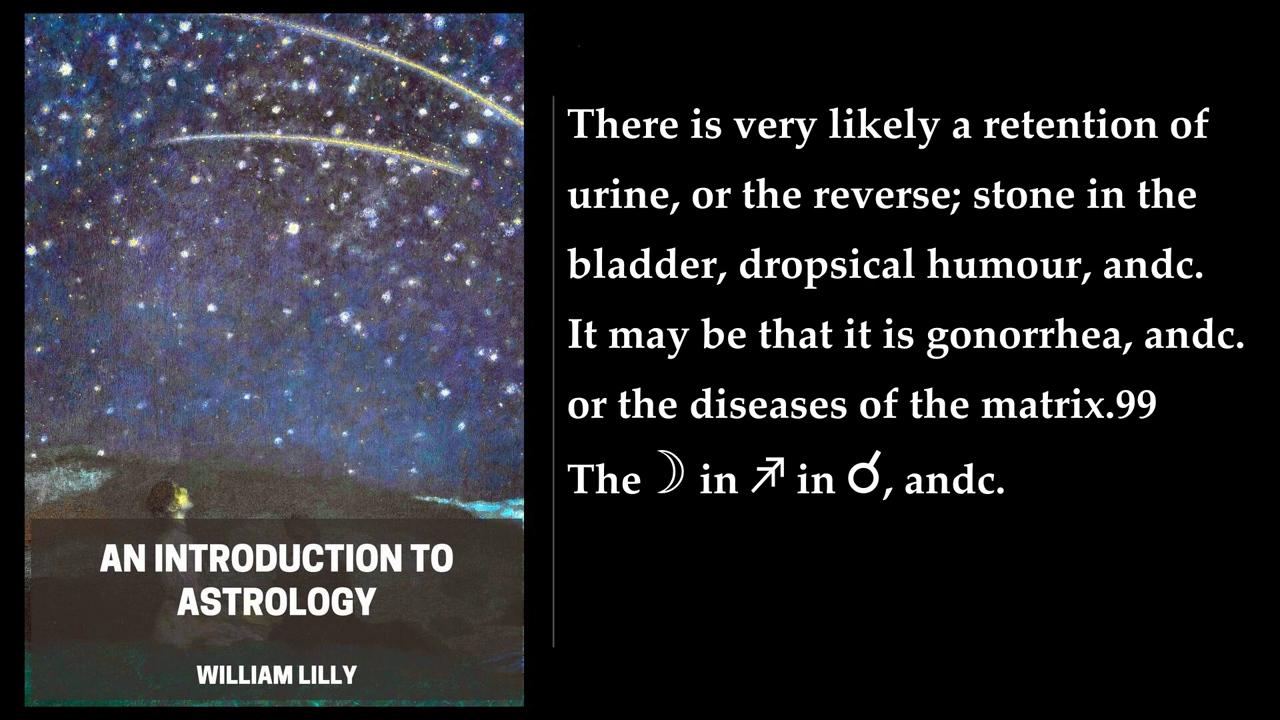 AN INTRODUCTION TO
ASTROLOGY
WILLIAM LILLY
There is very likely a retention of
urine, or the reverse; stone in the
bladder, dropsical humour, andc.
It may be that it is gonorrhea, andc.
or the diseases of the matrix.99
The ☽ in ♐ in ☌, andc.